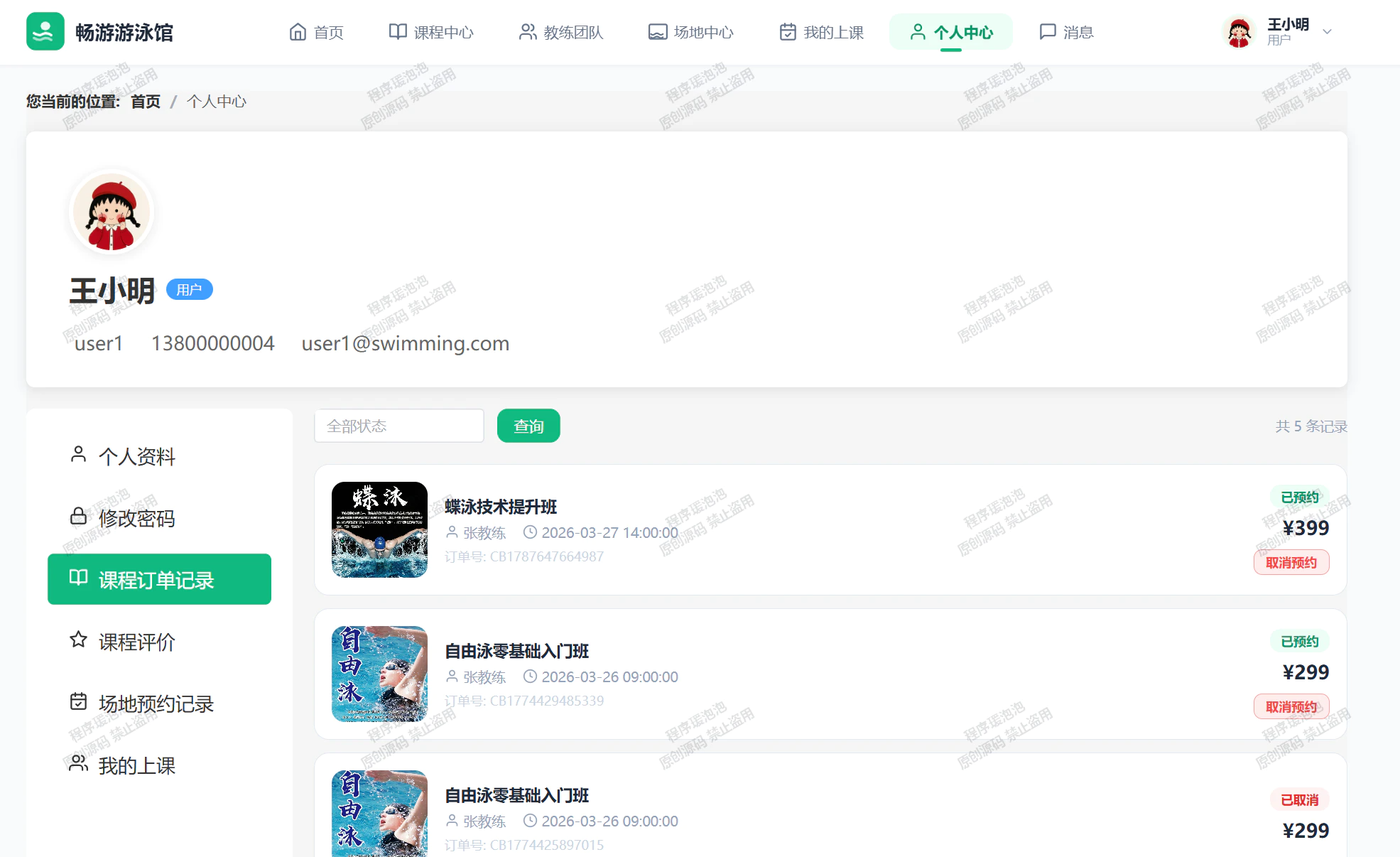 畅游游泳馆
首页
课程中心
教练团队
场地中心
我的上课
个人中心
消息
王小明
用户
您当前的位置: 首页 / 个人中心
王小明 用户
user1 13800000004 user1@swimming.com
个人资料
修改密码
课程订单记录
课程评价
场地预约记录
我的上课
全部状态
查询
共 5 条记录
蝶泳
蝶泳技术提升班
张教练 2026-03-27 14:00:00
订单号: CB1787647664987
已预约
¥399
取消预约
自由泳
自由泳零基础入门班
张教练 2026-03-26 09:00:00
订单号: CB1774429485339
已预约
¥299
取消预约
自由泳
自由泳零基础入门班
张教练 2026-03-26 09:00:00
订单号: CB1774425897015
已取消
¥299
程序瑶泡泡
原创源码 禁止盗用